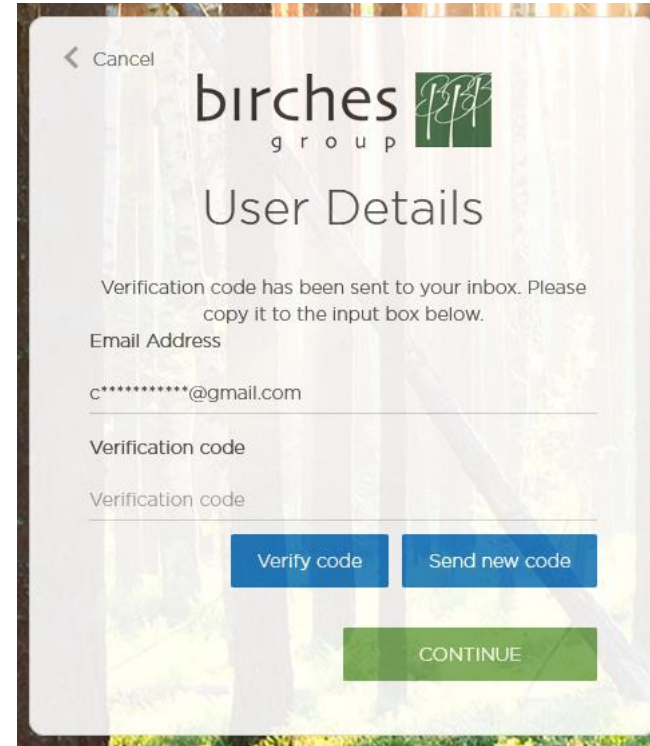 Cancel
bırches
group
User Details
Verification code has been sent to your inbox. Please
copy it to the input box below.
Email Address
c***********@gmail.com
Verification code
Verification code
Verify code
Send new code
CONTINUE